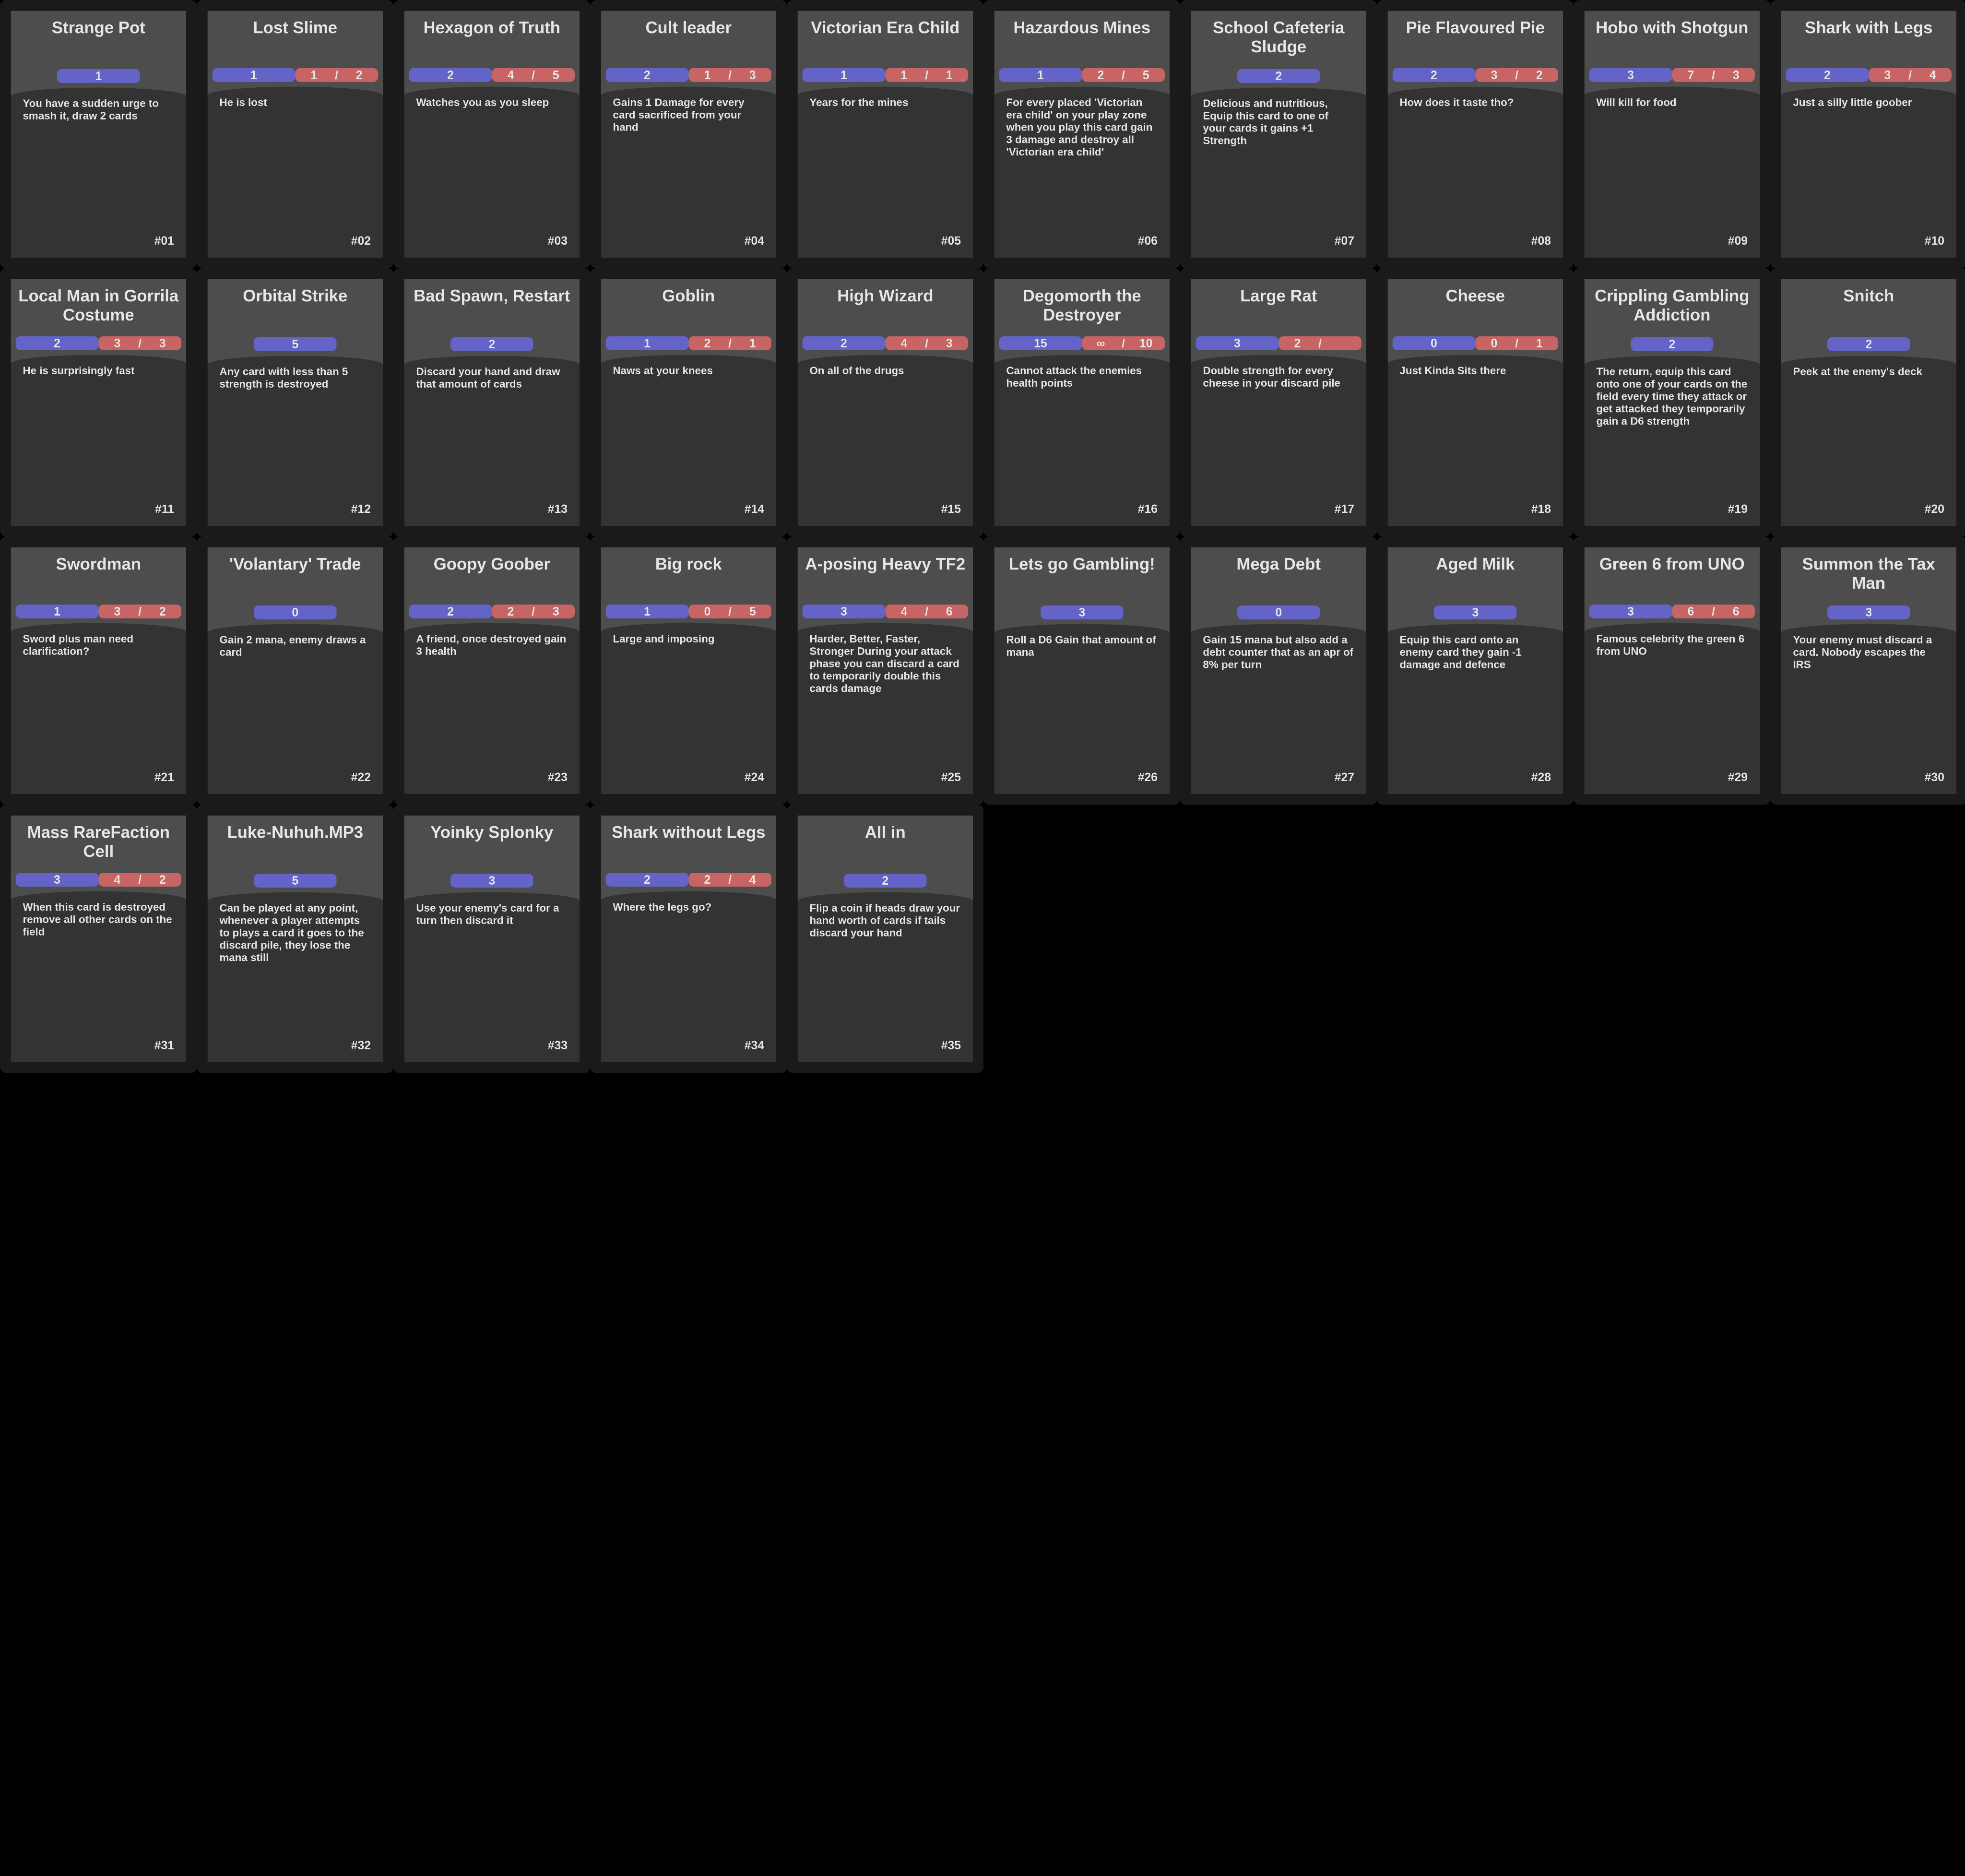 Strange Pot
1
You have a sudden urge to
smash it, draw 2 cards
#01
Lost Slime
1 1 / 2
He is lost
#02
Hexagon of Truth
2 4 / 5
Watches you as you sleep
#03
Cult leader
2 1 / 3
Gains 1 Damage for every
card sacrificed from your
hand
#04
Victorian Era Child
1 1 / 1
Years for the mines
#05
Hazardous Mines
1 2 / 5
For every placed 'Victorian
era child' on your play zone
when you play this card gain
3 damage and destroy all
'Victorian era child'
#06
School Cafeteria
Sludge
2
Delicious and nutritious,
Equip this card to one of
your cards it gains +1
Strength
#07
Pie Flavoured Pie
2 3 / 2
How does it taste tho?
#08
Hobo with Shotgun
3 7 / 3
Will kill for food
#09
Shark with Legs
2 3 / 4
Just a silly little goober
#10
Local Man in Gorrila
Costume
2 3 / 3
He is surprisingly fast
#11
Orbital Strike
5
Any card with less than 5
strength is destroyed
#12
Bad Spawn, Restart
2
Discard your hand and draw
that amount of cards
#13
Goblin
1 2 / 1
Naws at your knees
#14
High Wizard
2 4 / 3
On all of the drugs
#15
Degomorth the
Destroyer
15 ∞ / 10
Cannot attack the enemies
health points
#16
Large Rat
3 2 /
Double strength for every
cheese in your discard pile
#17
Cheese
0 0 / 1
Just Kinda Sits there
#18
Crippling Gambling
Addiction
2
The return, equip this card
onto one of your cards on the
field every time they attack or
get attacked they temporarily
gain a D6 strength
#19
Snitch
2
Peek at the enemy's deck
#20
Swordman
1 3 / 2
Sword plus man need
clarification?
#21
'Volantary' Trade
0
Gain 2 mana, enemy draws a
card
#22
Goopy Goober
2 2 / 3
A friend, once destroyed gain
3 health
#23
Big rock
1 0 / 5
Large and imposing
#24
A-posing Heavy TF2
3 4 / 6
Harder, Better, Faster,
Stronger During your attack
phase you can discard a card
to temporarily double this
cards damage
#25
Lets go Gambling!
3
Roll a D6 Gain that amount of
mana
#26
Mega Debt
0
Gain 15 mana but also add a
debt counter that as an apr of
8% per turn
#27
Aged Milk
3
Equip this card onto an
enemy card they gain -1
damage and defence
#28
Green 6 from UNO
3 6 / 6
Famous celebrity the green 6
from UNO
#29
Summon the Tax
Man
3
Your enemy must discard a
card. Nobody escapes the
IRS
#30
Mass RareFaction
Cell
3 4 / 2
When this card is destroyed
remove all other cards on the
field
#31
Luke-Nuhuh.MP3
5
Can be played at any point,
whenever a player attempts
to plays a card it goes to the
discard pile, they lose the
mana still
#32
Yoinky Splonky
3
Use your enemy's card for a
turn then discard it
#33
Shark without Legs
2 2 / 4
Where the legs go?
#34
All in
2
Flip a coin if heads draw your
hand worth of cards if tails
discard your hand
#35